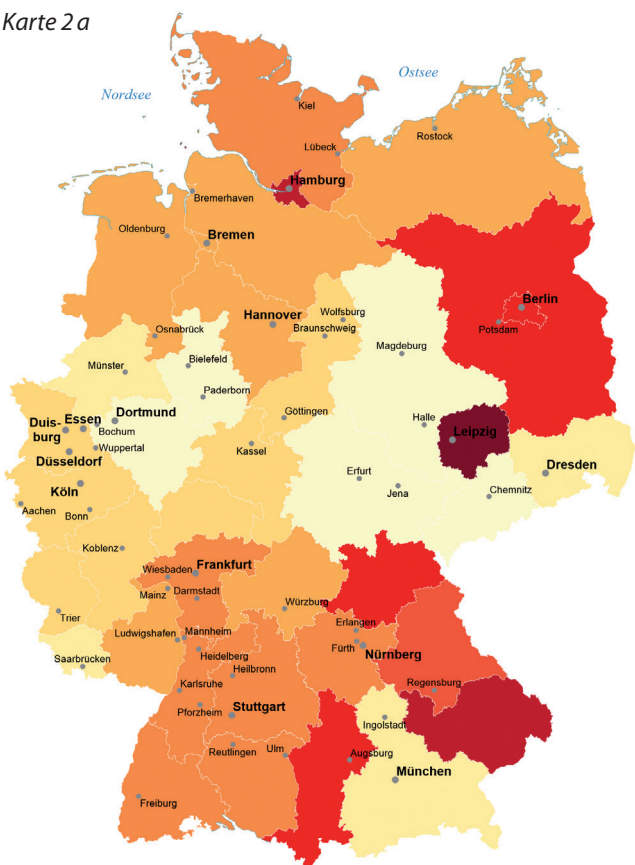 Karte 2 a
Nordsee
Ostsee
Kiel
Rostock
Lübeck
Hamburg
Bremerhaven
Oldenburg
Bremen
Berlin
Potsdam
Hannover
Wolfsburg
Braunschweig
Osnabrück
Magdeburg
Münster
Bielefeld
Paderborn
Duis-
burg
Essen
Dortmund
Bochum
Göttingen
Halle
Leipzig
Wuppertal
Düsseldorf
Kassel
Dresden
Köln
Erfurt
Jena
Chemnitz
Aachen
Bonn
Koblenz
Wiesbaden
Frankfurt
Mainz
Darmstadt
Würzburg
Trier
Erlangen
Ludwigshafen
Mannheim
Fürth
Nürnberg
Saarbrücken
Heidelberg
Heilbronn
Karlsruhe
Regensburg
Pforzheim
Stuttgart
Ingolstadt
Reutlingen
Ulm
Augsburg
München
Freiburg